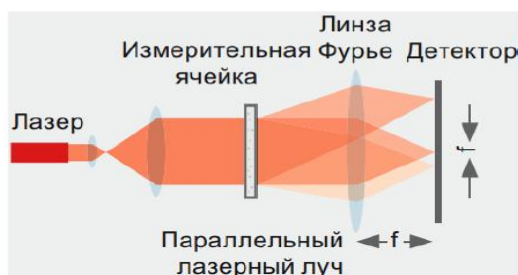 Линза
Измерительная Фурье Детектор
ячейка
Лазер
f
f
Параллельный
лазерный луч